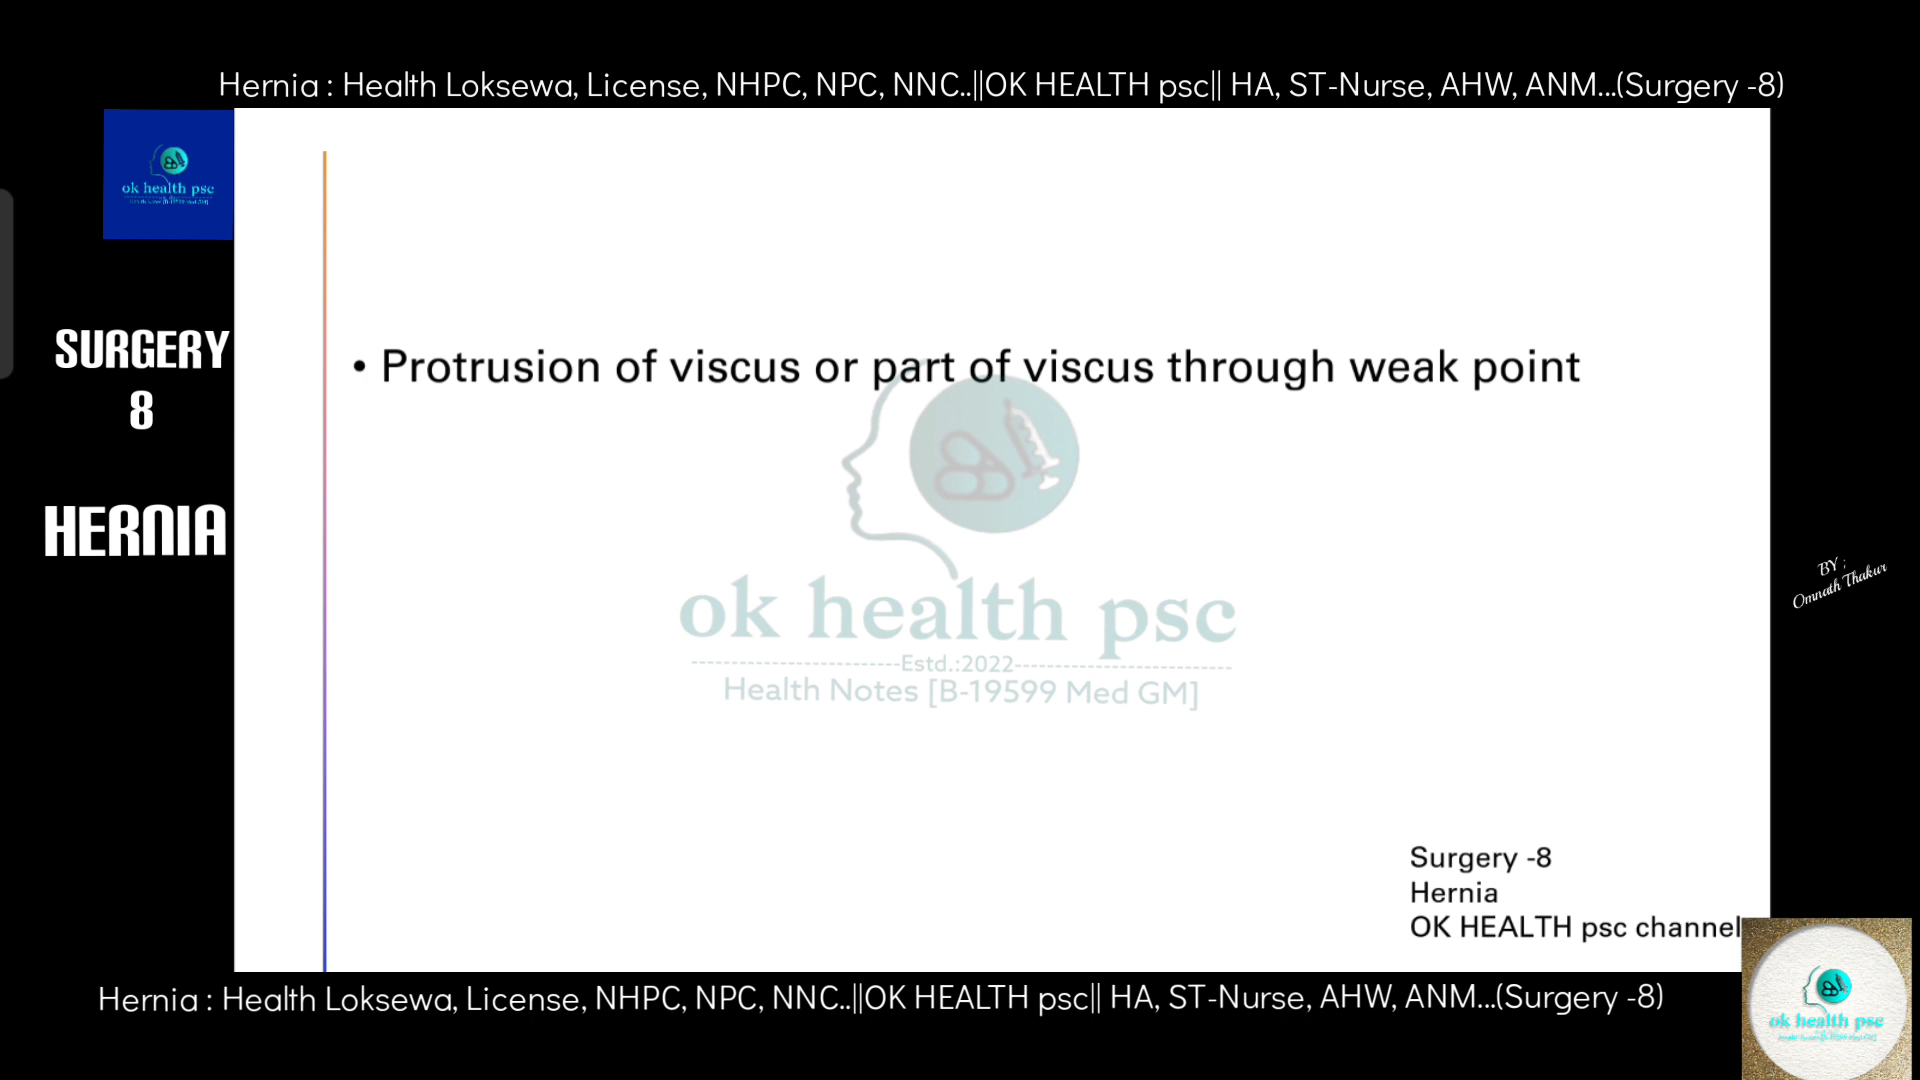 Hernia : Health Loksewa, License, NHPC, NPC, NNC..||OK HEALTH psc|| HA, ST-Nurse, AHW, ANM...(Surgery -8)
ok health psc
SURGERY
8
HERNIA
• Protrusion of viscus or part of viscus through weak point
ok health psc
Estd.:2022
Health Notes [B-19599 Med GM]
BY :
Omnath Thakur
Surgery -8
Hernia
OK HEALTH psc channel
Hernia : Health Loksewa, License, NHPC, NPC, NNC..||OK HEALTH psc|| HA, ST-Nurse, AHW, ANM...(Surgery -8)
ok health psc